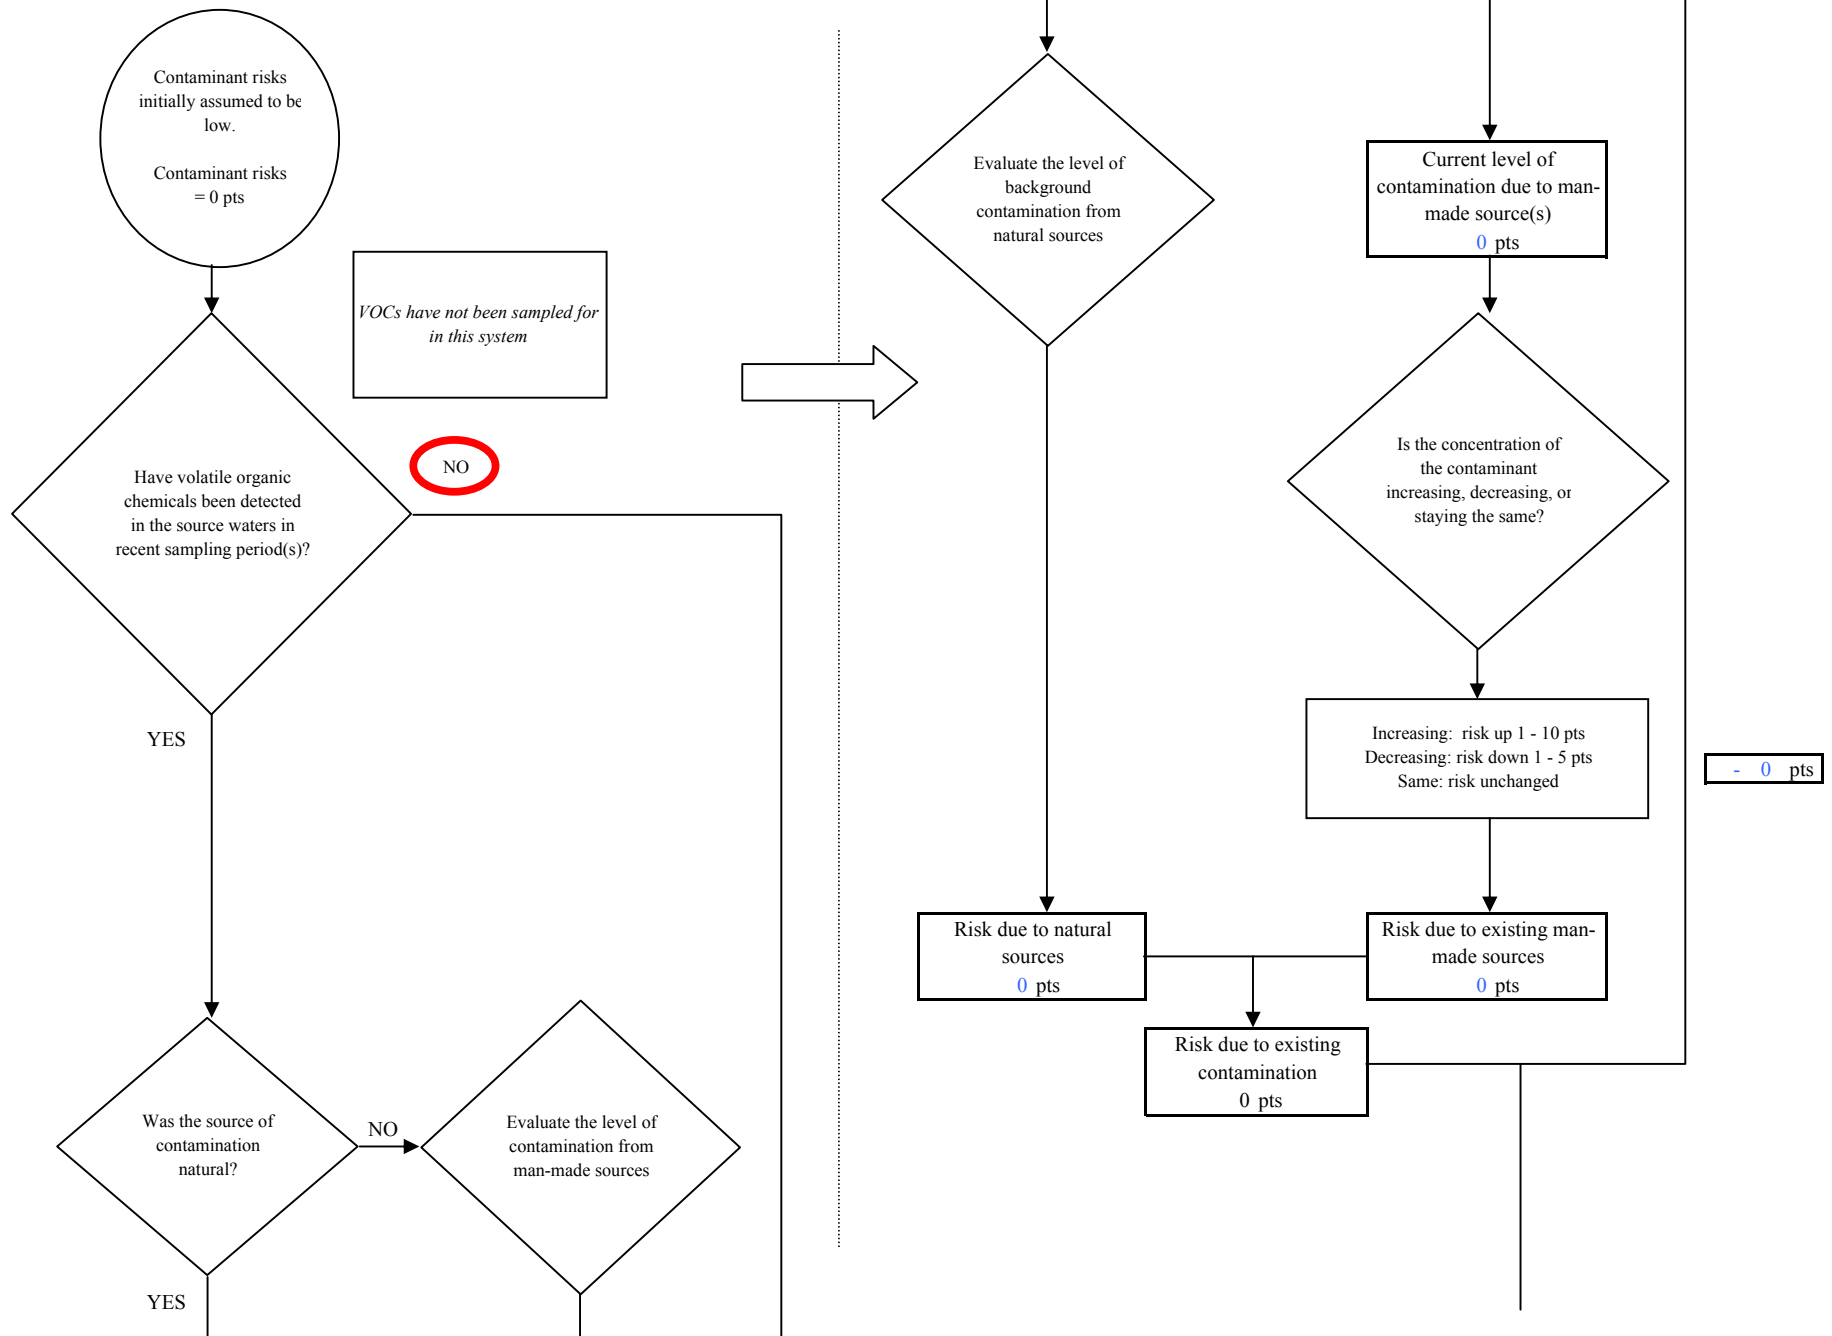 Contaminant risks
initially assumed to be
low.
Contaminant risks
= 0 pts
VOCs have not been sampled for
in this system
NO
Have volatile organic
chemicals been detected
in the source waters in
recent sampling period(s)?
YES
Was the source of
contamination
natural?
NO
Evaluate the level of
contamination from
man-made sources
YES
Evaluate the level of
background
contamination from
natural sources
Current level of
contamination due to man-
made source(s)
0 pts
Is the concentration of
the contaminant
increasing, decreasing, or
staying the same?
Increasing: risk up 1 - 10 pts
Decreasing: risk down 1 - 5 pts
Same: risk unchanged
- 0 pts
Risk due to natural
sources
0 pts
Risk due to existing man-
made sources
0 pts
Risk due to existing
contamination
0 pts